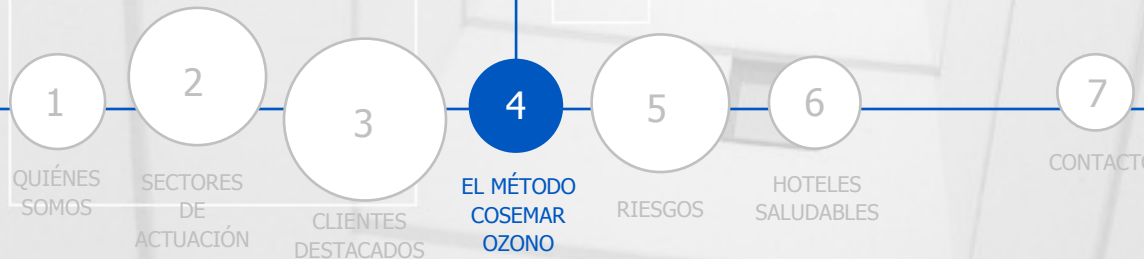 1
QUIÉNES
SOMOS
2
SECTORES
DE
ACTUACIÓN
3
CLIENTES
DESTACADOS
4
EL MÉTODO
COSEMAR
OZONO
5
RIESGOS
6
HOTELES
SALUDABLES
7
CONTACTO